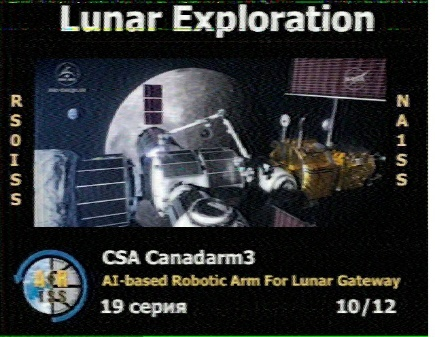 Lunar Exploration
RS0ISS
NA1SS
CSA Canadarm3
AI-based Robotic Arm For Lunar Gateway
19 серия
10/12